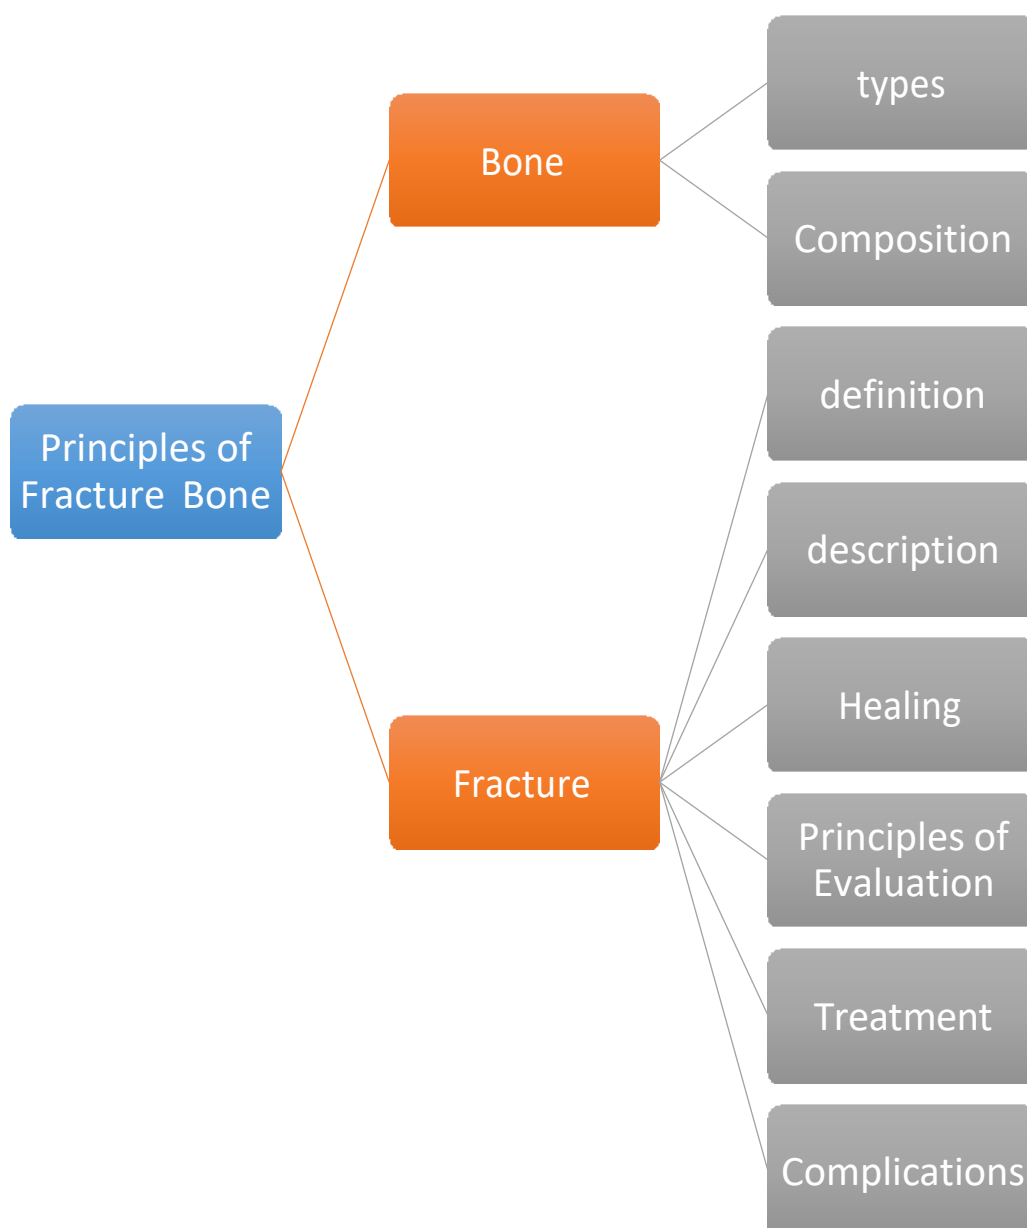 Principles of
Fracture  Bone
Bone
types
Composition
Fracture
definition
description
Healing
Principles of
Evaluation
Treatment
Complications